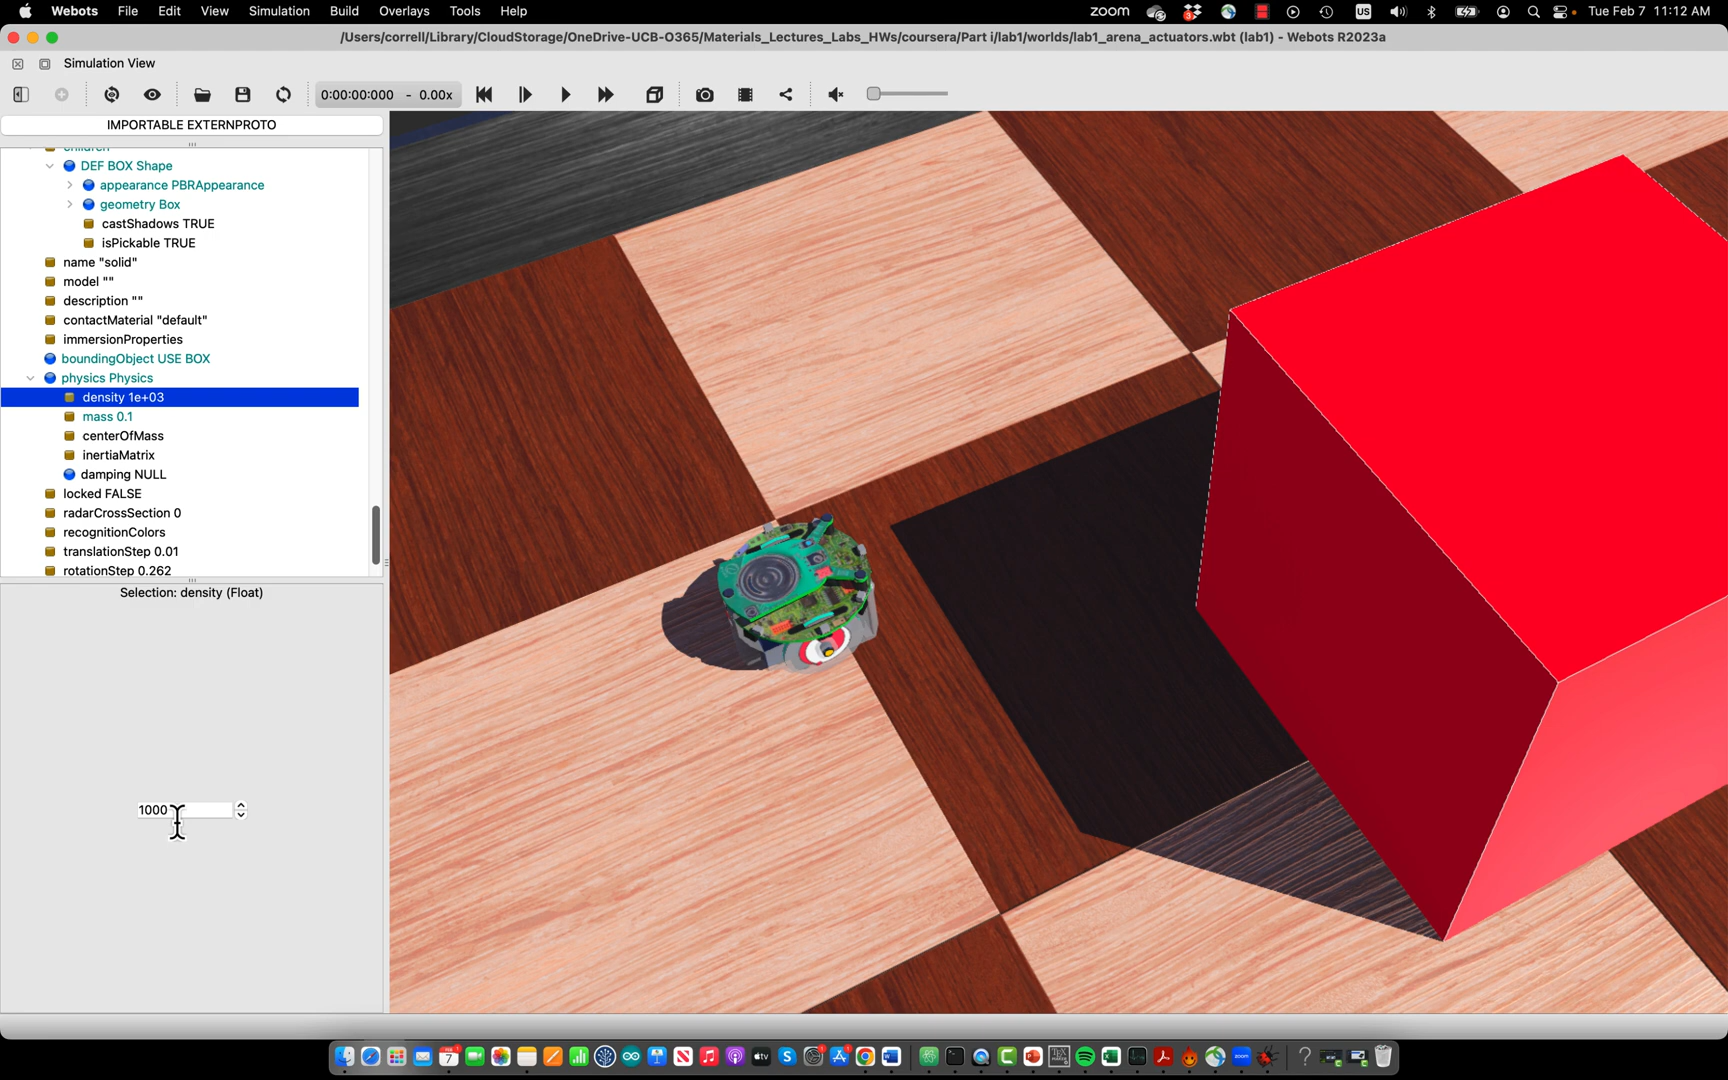 Webots File Edit View Simulation Build Overlays Tools Help zoom 3 US Tue Feb 7 11:12 AM
/Users/correll/Library/CloudStorage/OneDrive-UCB-O365/Materials_Lectures_Labs_HWs/coursera/Part i/lab1/worlds/lab1_arena_actuators.wbt (lab1) - Webots R2023a
Simulation View
0:00:00:000 - 0.00x
IMPORTABLE EXTERNPROTO
children
DEF BOX Shape
appearance PBRAppearance
geometry Box
castShadows TRUE
isPickable TRUE
name "solid"
model ""
description ""
contactMaterial "default"
immersionProperties
boundingObject USE BOX
physics Physics
density 1e+03
mass 0.1
centerOfMass
inertiaMatrix
damping NULL
locked FALSE
radarCrossSection 0
recognitionColors
translationStep 0.01
rotationStep 0.262
Selection: density (Float)
1000